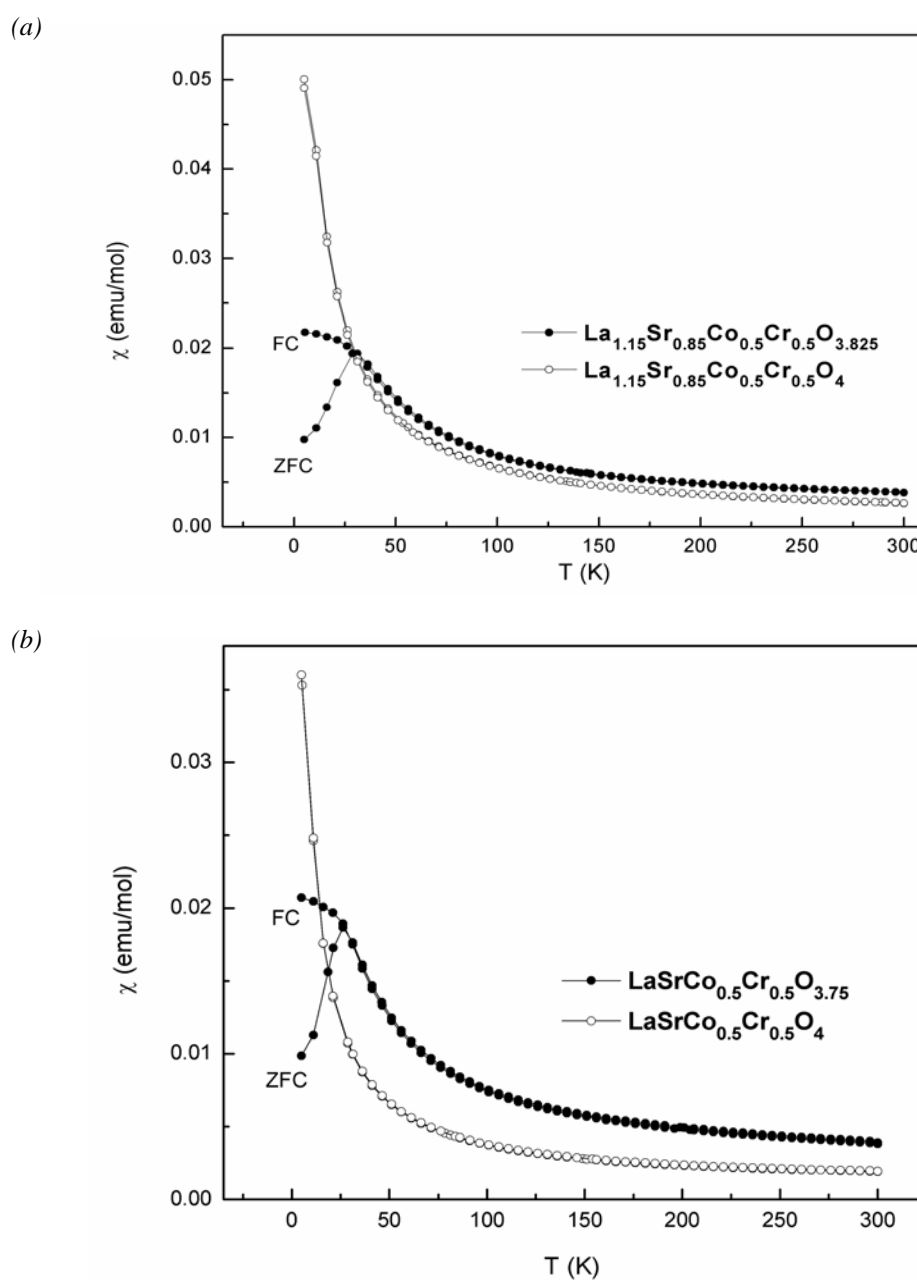 (a)
0.05
0.04
0.03
0.02
0.01
0.00
χ (emu/mol)
FC
ZFC
La1.15Sr0.85Co0.5Cr0.5O3.825
La1.15Sr0.85Co0.5Cr0.5O4
0 50 100 150 200 250 300
T (K)
(b)
0.03
0.02
0.01
0.00
χ (emu/mol)
FC
ZFC
LaSrCo0.5Cr0.5O3.75
LaSrCo0.5Cr0.5O4
0 50 100 150 200 250 300
T (K)